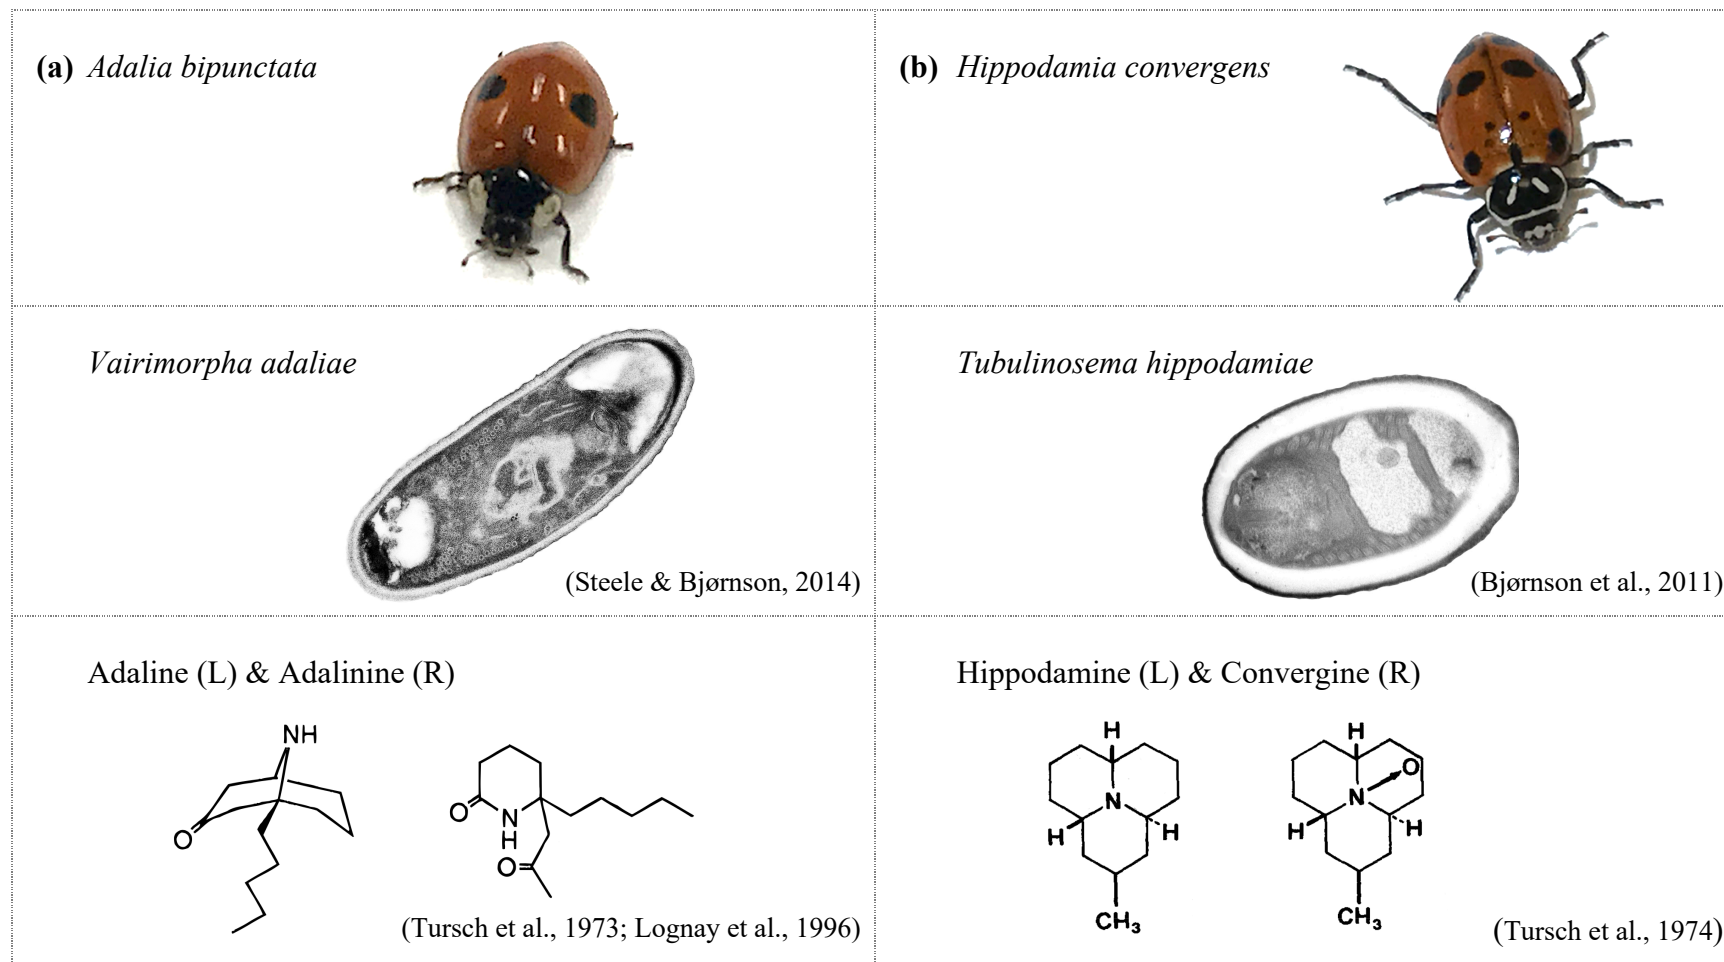 (a) Adalia bipunctata
(b) Hippodamia convergens
Vairimorpha adaliae
(Steele & Bjørnson, 2014)
Tubulinosema hippodamiae
(Bjørnson et al., 2011)
Adaline (L) & Adalinine (R)
NH
O
O
N
H
O
(Tursch et al., 1973; Lognay et al., 1996)
Hippodamine (L) & Convergine (R)
H
N
H
H
CH₃
H
O
N
H
H
CH₃
(Tursch et al., 1974)